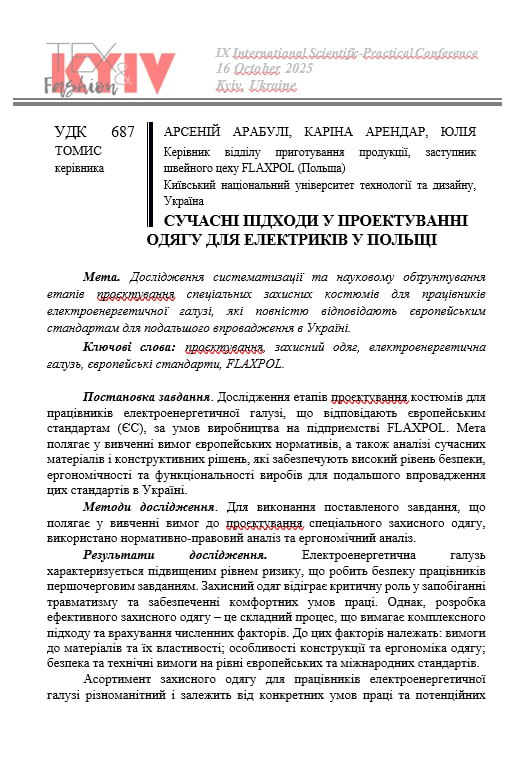 TEX
&
KYIV
Fashion
IX International Scientific-Practical Conference
16 October 2025
Kyiv, Ukraine
УДК 687
ТОМИС
керівника
АРСЕНІЙ АРАБУЛІ, КАРІНА АРЕНДАР, ЮЛІЯ
Керівник відділу приготування продукції, заступник
швейного цеху FLAXPOL (Польща)
Київський національний університет технології та дизайну,
Україна
СУЧАСНІ ПІДХОДИ У ПРОЕКТУВАННІ
ОДЯГУ ДЛЯ ЕЛЕКТРИКІВ У ПОЛЬЩІ
Мета. Дослідження систематизації та науковому обґрунтування
етапів проєктування спеціальних захисних костюмів для працівників
електроенергетичної галузі, які повністю відповідають європейським
стандартам для подальшого впровадження в Україні.
Ключові слова: проєктування, захисний одяг, електроенергетична
галузь, європейські стандарти, FLAXPOL.
Постановка завдання. Дослідження етапів проєктування костюмів для
працівників електроенергетичної галузі, що відповідають європейським
стандартам (ЄС), за умов виробництва на підприємстві FLAXPOL. Мета
полягає у вивченні вимог європейських нормативів, а також аналізі сучасних
матеріалів і конструктивних рішень, які забезпечують високий рівень безпеки,
ергономічності та функціональності виробів для подальшого впровадження
цих стандартів в Україні.
Методи дослідження. Для виконання поставленого завдання, що
полягає у вивченні вимог до проєктування спеціального захисного одягу,
використано нормативно-правовий аналіз та ергономічний аналіз.
Результати дослідження. Електроенергетична галузь
характеризується підвищеним рівнем ризику, що робить безпеку працівників
першочерговим завданням. Захисний одяг відіграє критичну роль у запобіганні
травматизму та забезпеченні комфортних умов праці. Однак, розробка
ефективного захисного одягу – це складний процес, що вимагає комплексного
підходу та врахування численних факторів. До цих факторів належать: вимоги
до матеріалів та їх властивості; особливості конструкції та ергономіка одягу;
безпека та технічні вимоги на рівні європейських та міжнародних стандартів.
Асортимент захисного одягу для працівників електроенергетичної
галузі різноманітний і залежить від конкретних умов праці та потенційних